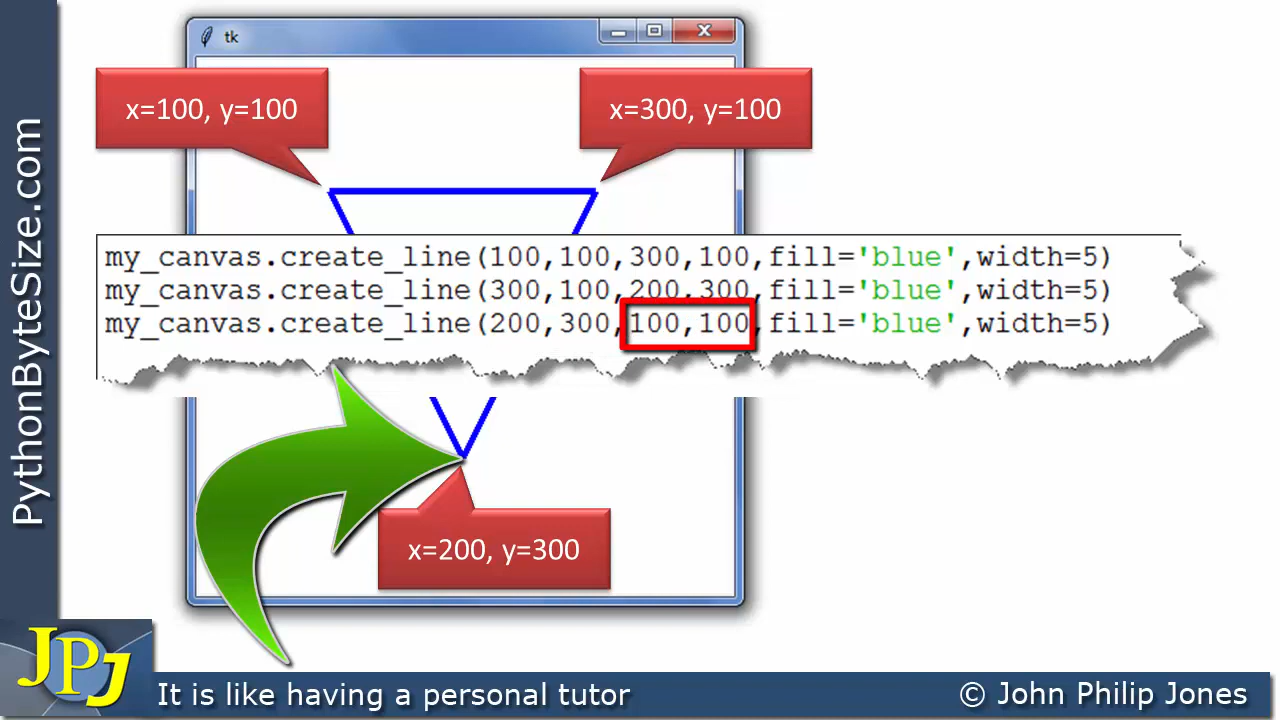 tk
x=100, y=100
x=300, y=100
my_canvas.create_line(100,100,300,100,fill='blue',width=5)
my_canvas.create_line(300,100,200,300,fill='blue',width=5)
my_canvas.create_line(200,300,100,100,fill='blue',width=5)
x=200, y=300
PythonByteSize.com
JPJ
It is like having a personal tutor
© John Philip Jones